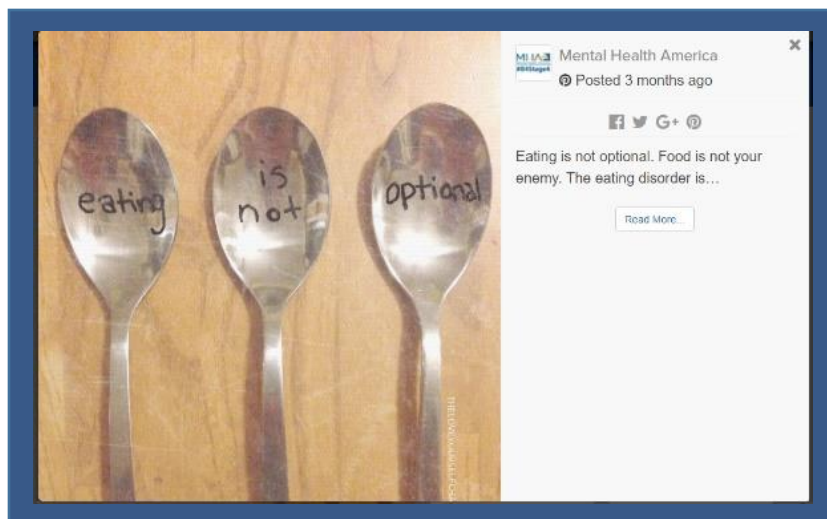 eating
is
not
optional
Mental Health America
Posted 3 months ago
Eating is not optional. Food is not your
enemy. The eating disorder is…
Read More...